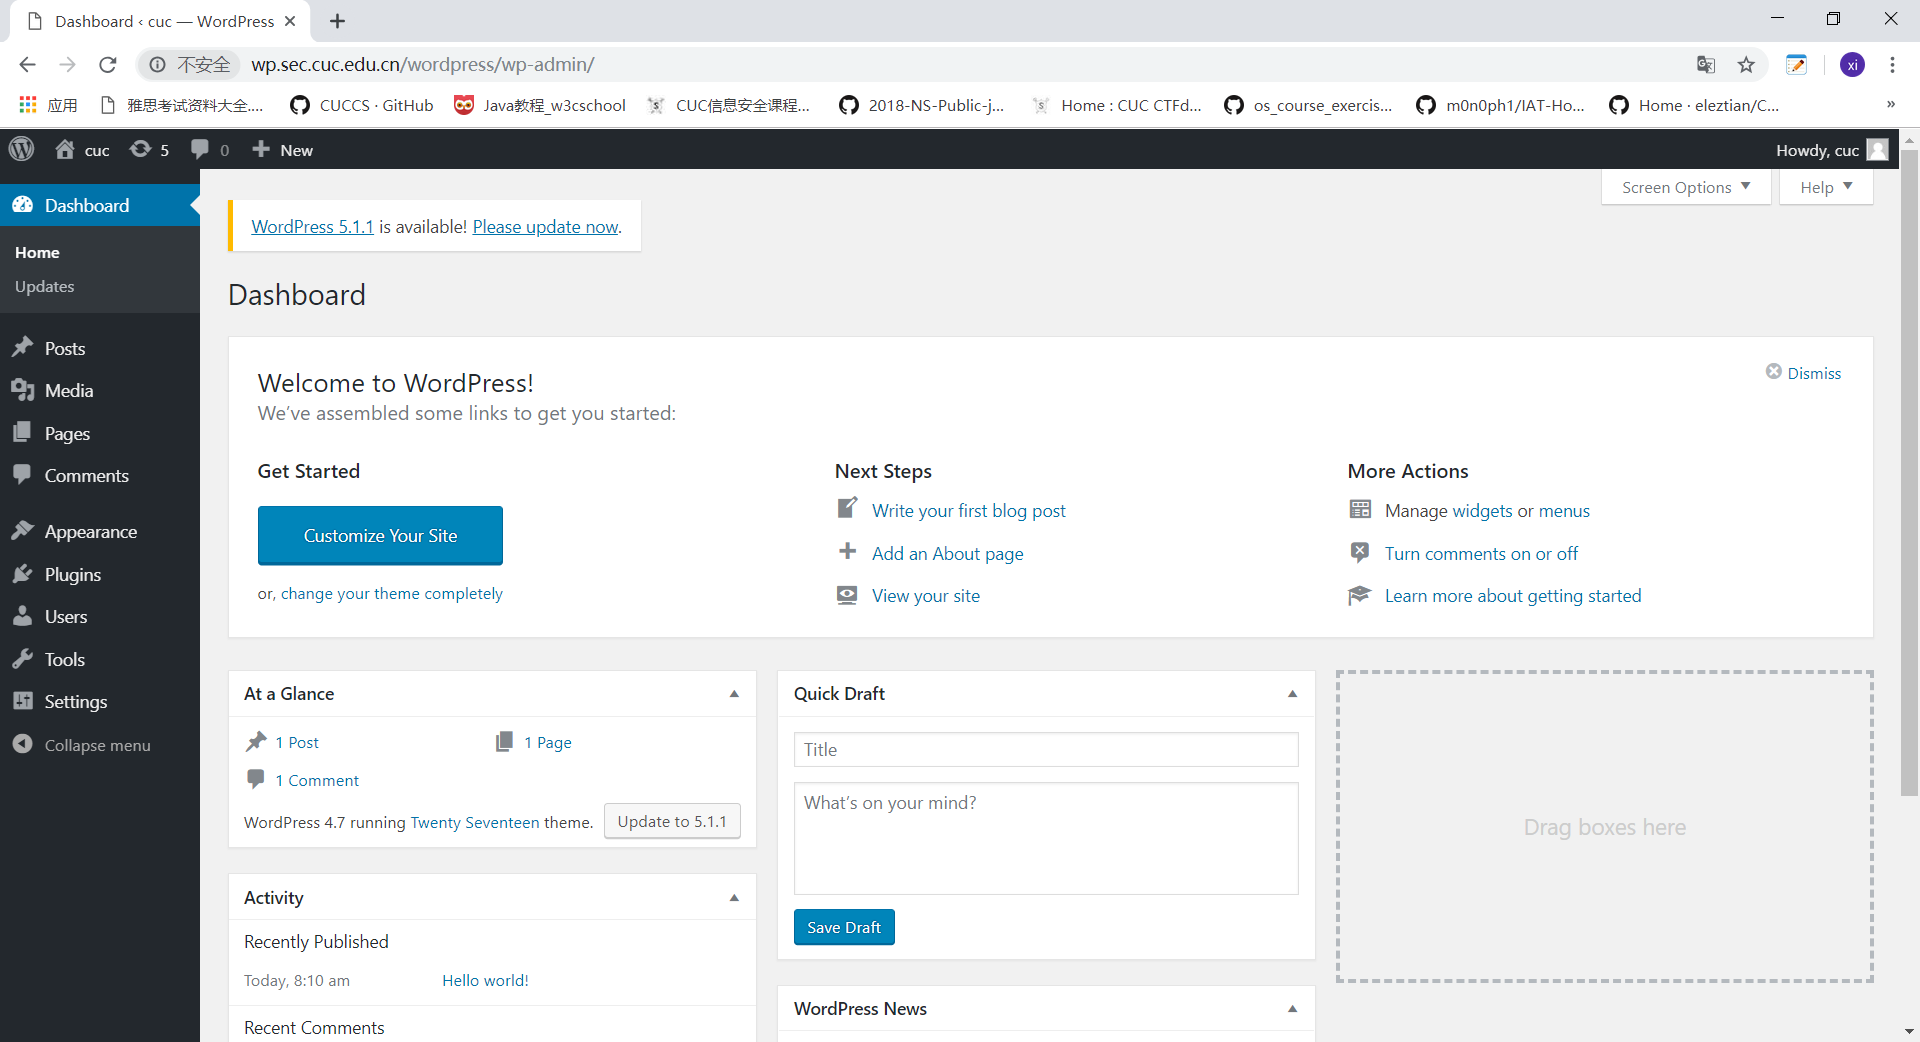 Dashboard ‹ cuc — WordPress
不安全 wp.sec.cuc.edu.cn/wordpress/wp-admin/
xi
应用 雅思考试资料大全.... CUCCS · GitHub Java教程_w3cschool CUC信息安全课程... 2018-NS-Public-j... Home : CUC CTFd... os_course_exercis... m0n0ph1/IAT-Ho... Home · eleztian/C... »
cuc 5 0 New Howdy, cuc
Screen Options Help
Dashboard
Home
Updates
Posts
Media
Pages
Comments
Appearance
Plugins
Users
Tools
Settings
Collapse menu
WordPress 5.1.1 is available! Please update now.
Dashboard
Welcome to WordPress!
Dismiss
We’ve assembled some links to get you started:
Get Started
Customize Your Site
or, change your theme completely
Next Steps
Write your first blog post
Add an About page
View your site
More Actions
Manage widgets or menus
Turn comments on or off
Learn more about getting started
At a Glance
1 Post 1 Page
1 Comment
WordPress 4.7 running Twenty Seventeen theme. Update to 5.1.1
Activity
Recently Published
Today, 8:10 am Hello world!
Recent Comments
Quick Draft
Title
What’s on your mind?
Save Draft
WordPress News
Drag boxes here